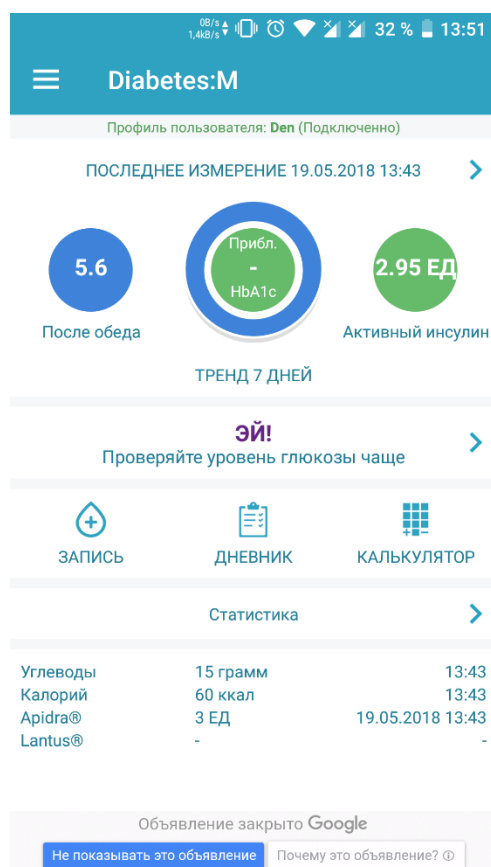 0B/s
1,4kB/s
32 % 13:51
Diabetes:M
Профиль пользователя: Den (Подключенно)
ПОСЛЕДНЕЕ ИЗМЕРЕНИЕ 19.05.2018 13:43
5.6
Прибл.
-
HbA1c
2.95 ЕД
После обеда
Активный инсулин
ТРЕНД 7 ДНЕЙ
ЭЙ!
Проверяйте уровень глюкозы чаще
ЗАПИСЬ ДНЕВНИК КАЛЬКУЛЯТОР
Статистика
Углеводы 15 грамм 13:43
Калорий 60 ккал 13:43
Apidra® 3 ЕД 19.05.2018 13:43
Lantus® - -
Объявление закрыто Google
Не показывать это объявление Почему это объявление?